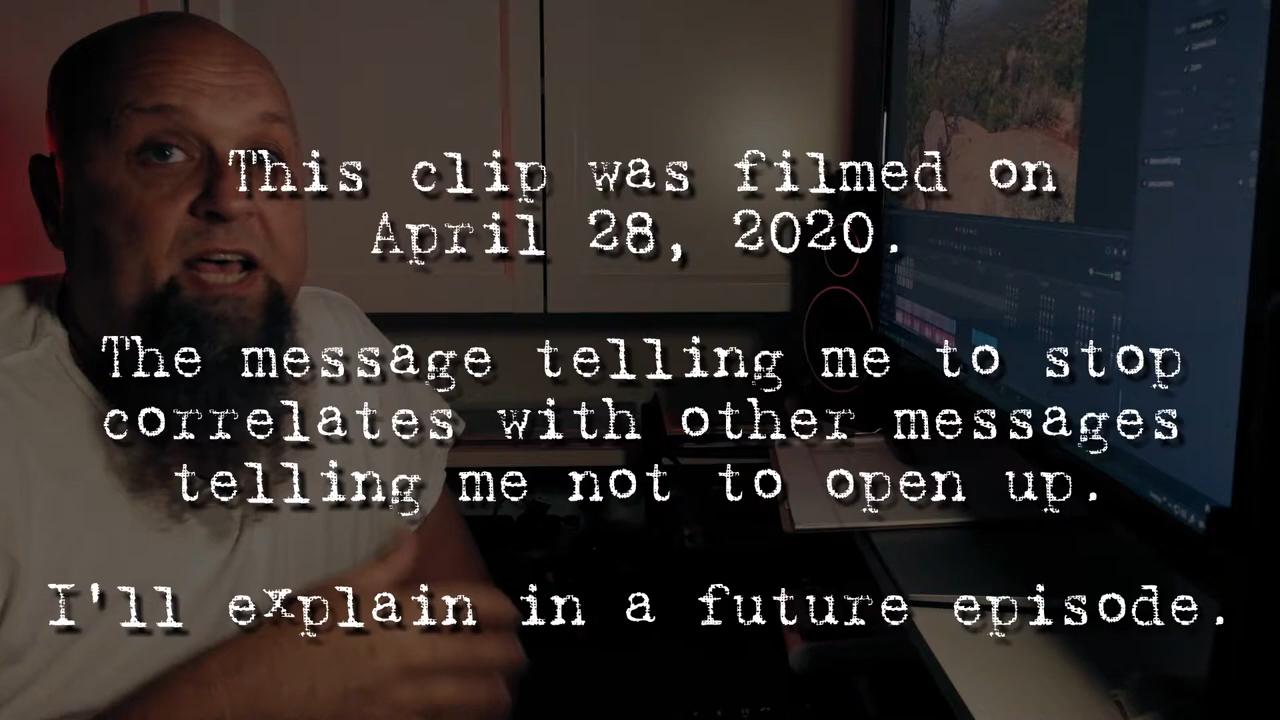 This clip was filmed on
April 28, 2020.
The message telling me to stop
correlates with other messages
telling me not to open up.
I'll explain in a future episode.